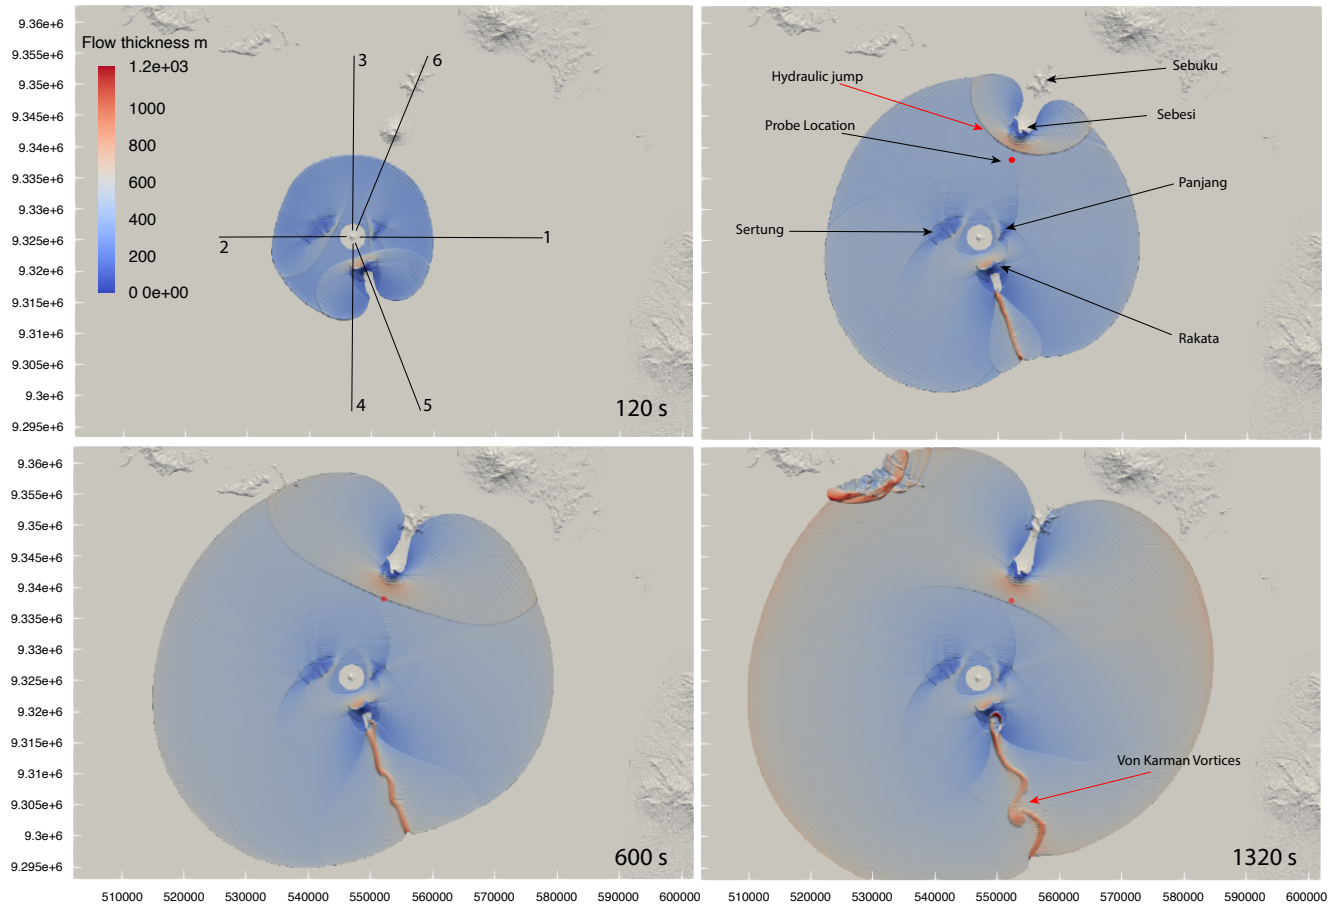 9.36e+6
9.355e+6
9.35e+6
9.345e+6
9.34e+6
9.335e+6
9.33e+6
9.325e+6
9.32e+6
9.315e+6
9.31e+6
9.305e+6
9.3e+6
9.295e+6
Flow thickness m
1.2e+03
1000
800
600
400
200
0 0e+00
3
6
2
1
4
5
120 s
Hydraulic jump
Probe Location
Sertung
Sebuku
Sebesi
Panjang
Rakata
9.36e+6
9.355e+6
9.35e+6
9.345e+6
9.34e+6
9.335e+6
9.33e+6
9.325e+6
9.32e+6
9.315e+6
9.31e+6
9.305e+6
9.3e+6
9.295e+6
600 s
Von Karman Vortices
1320 s
510000 520000 530000 540000 550000 560000 570000 580000 590000 600000
510000 520000 530000 540000 550000 560000 570000 580000 590000 600000